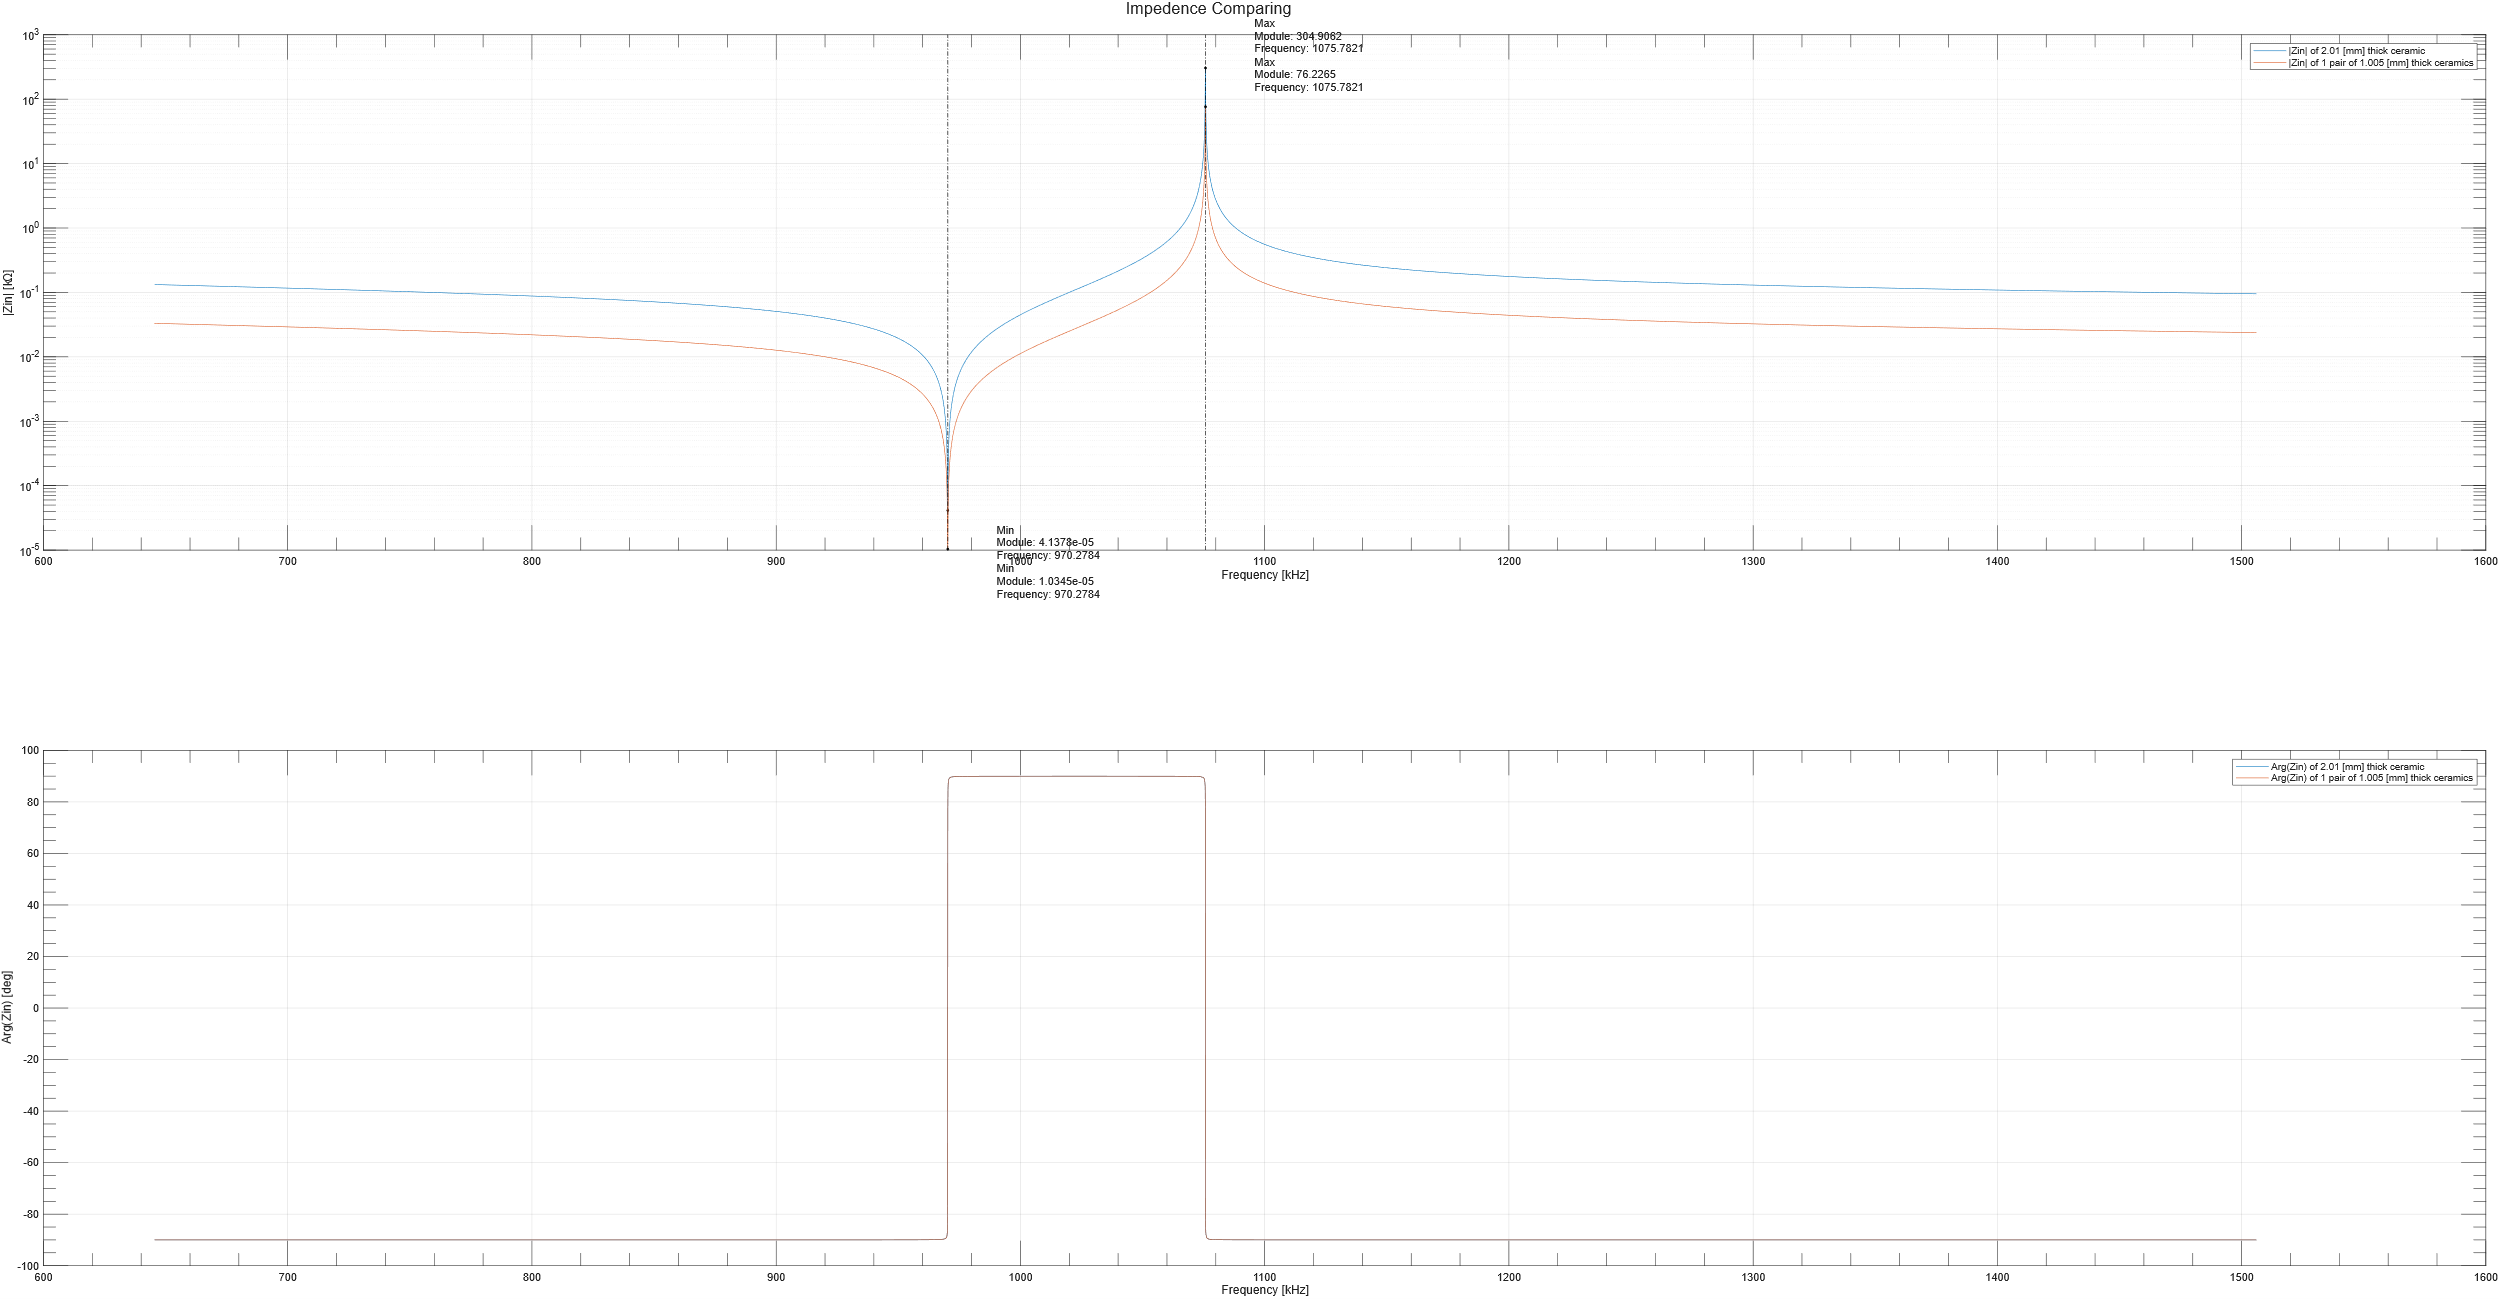 Impedence Comparing
Max
Module: 304.9062
Frequency: 1075.7821
Max
Module: 76.2265
Frequency: 1075.7821
|Zin| of 2.01 [mm] thick ceramic
|Zin| of 1 pair of 1.005 [mm] thick ceramics
|Zin| [kΩ]
10^3
10^2
10^1
10^0
10^-1
10^-2
10^-3
10^-4
10^-5
Min
Module: 4.1378e-05
Frequency: 970.2784
Min
Module: 1.0345e-05
Frequency: 970.2784
600 700 800 900 1000 1100 1200 1300 1400 1500 1600
Frequency [kHz]
Arg(Zin) of 2.01 [mm] thick ceramic
Arg(Zin) of 1 pair of 1.005 [mm] thick ceramics
Arg(Zin) [deg]
100
80
60
40
20
0
-20
-40
-60
-80
-100
600 700 800 900 1000 1100 1200 1300 1400 1500 1600
Frequency [kHz]